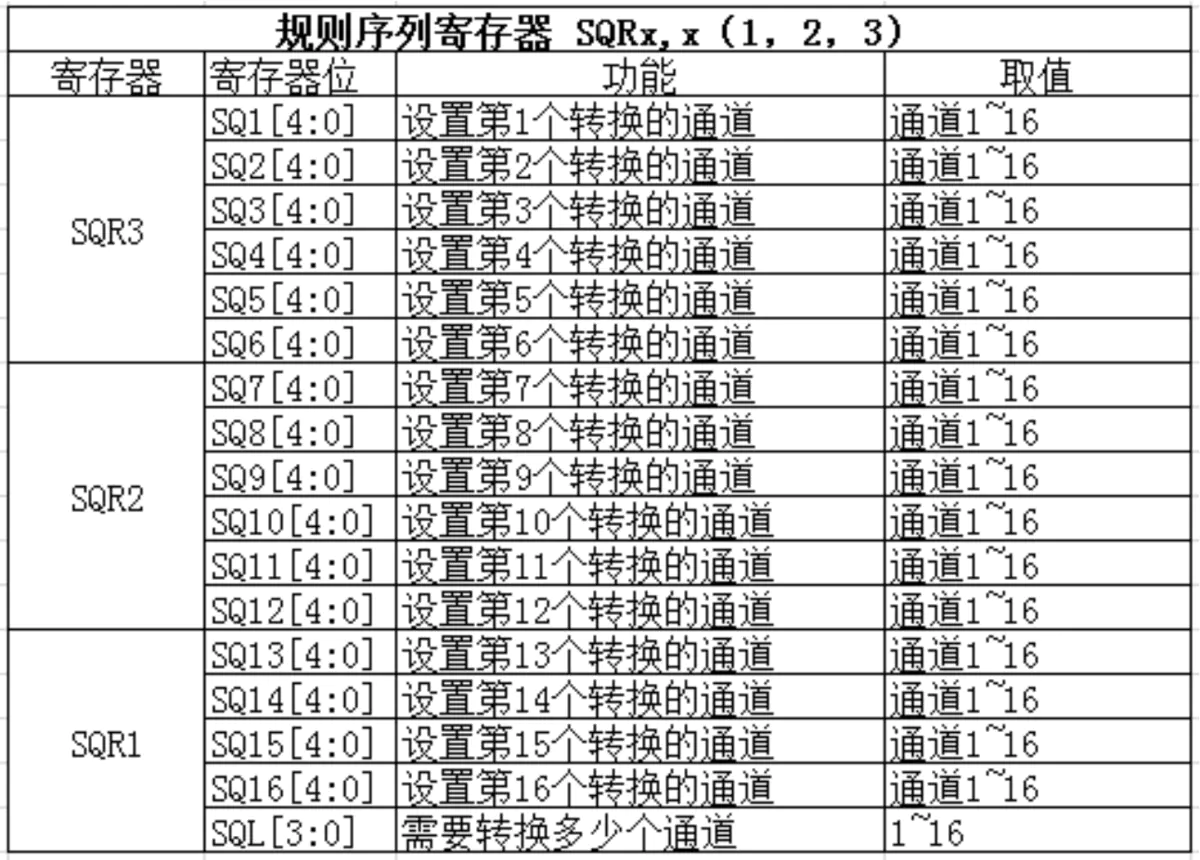 规则序列寄存器 SQRx,x (1, 2, 3)
寄存器 寄存器位 功能 取值
SQR3
SQ1[4:0] 设置第1个转换的通道 通道1~16
SQ2[4:0] 设置第2个转换的通道 通道1~16
SQ3[4:0] 设置第3个转换的通道 通道1~16
SQ4[4:0] 设置第4个转换的通道 通道1~16
SQ5[4:0] 设置第5个转换的通道 通道1~16
SQ6[4:0] 设置第6个转换的通道 通道1~16
SQR2
SQ7[4:0] 设置第7个转换的通道 通道1~16
SQ8[4:0] 设置第8个转换的通道 通道1~16
SQ9[4:0] 设置第9个转换的通道 通道1~16
SQ10[4:0] 设置第10个转换的通道 通道1~16
SQ11[4:0] 设置第11个转换的通道 通道1~16
SQ12[4:0] 设置第12个转换的通道 通道1~16
SQR1
SQ13[4:0] 设置第13个转换的通道 通道1~16
SQ14[4:0] 设置第14个转换的通道 通道1~16
SQ15[4:0] 设置第15个转换的通道 通道1~16
SQ16[4:0] 设置第16个转换的通道 通道1~16
SQL[3:0] 需要转换多少个通道 1~16